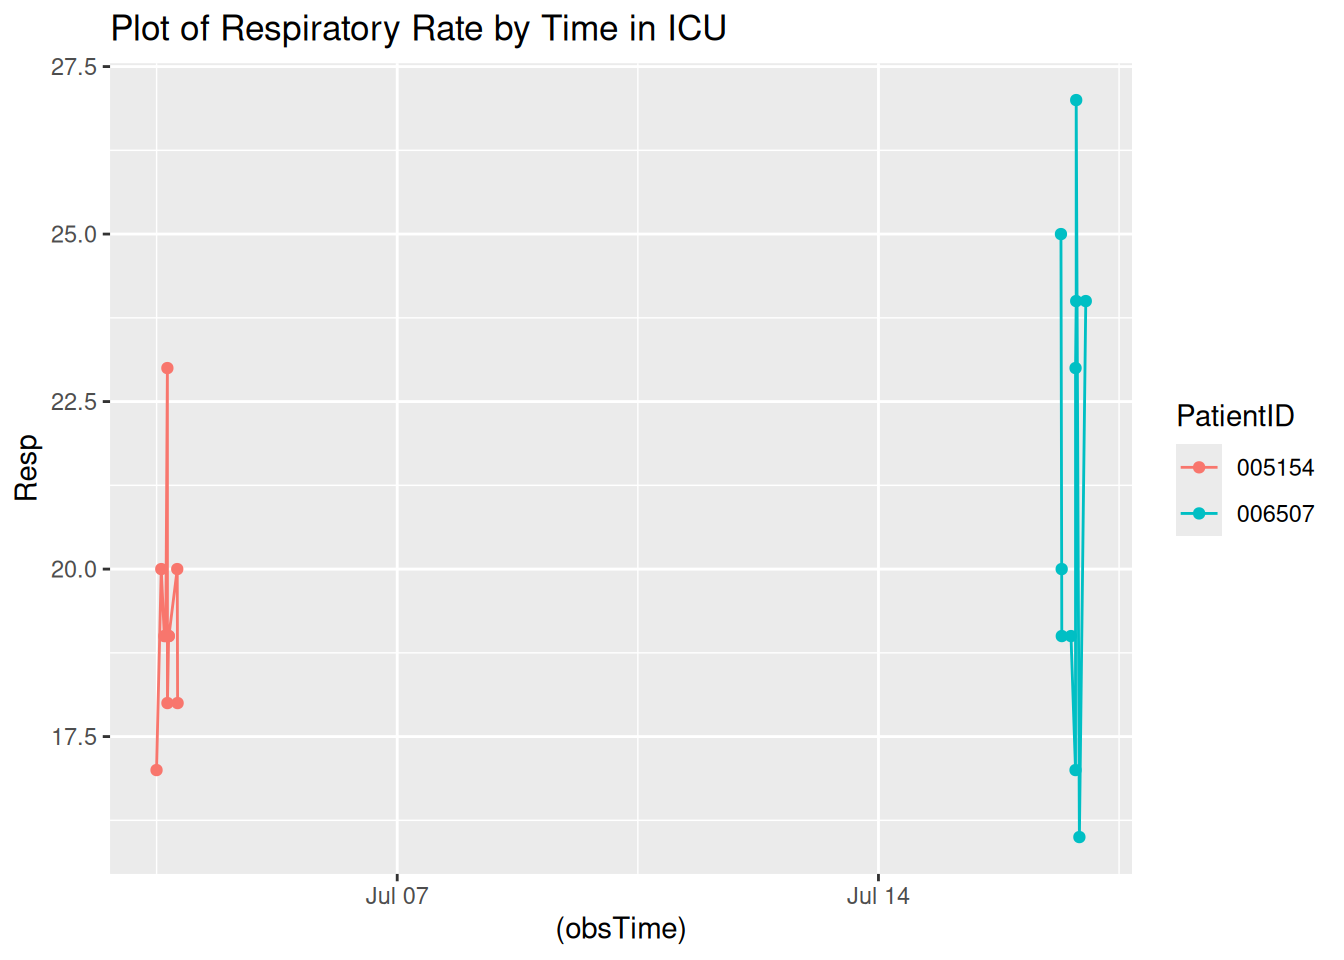 Plot of Respiratory Rate by Time in ICU
27.5
25.0
22.5
20.0
17.5
Resp
Jul 07
Jul 14
(obsTime)
PatientID
005154
006507